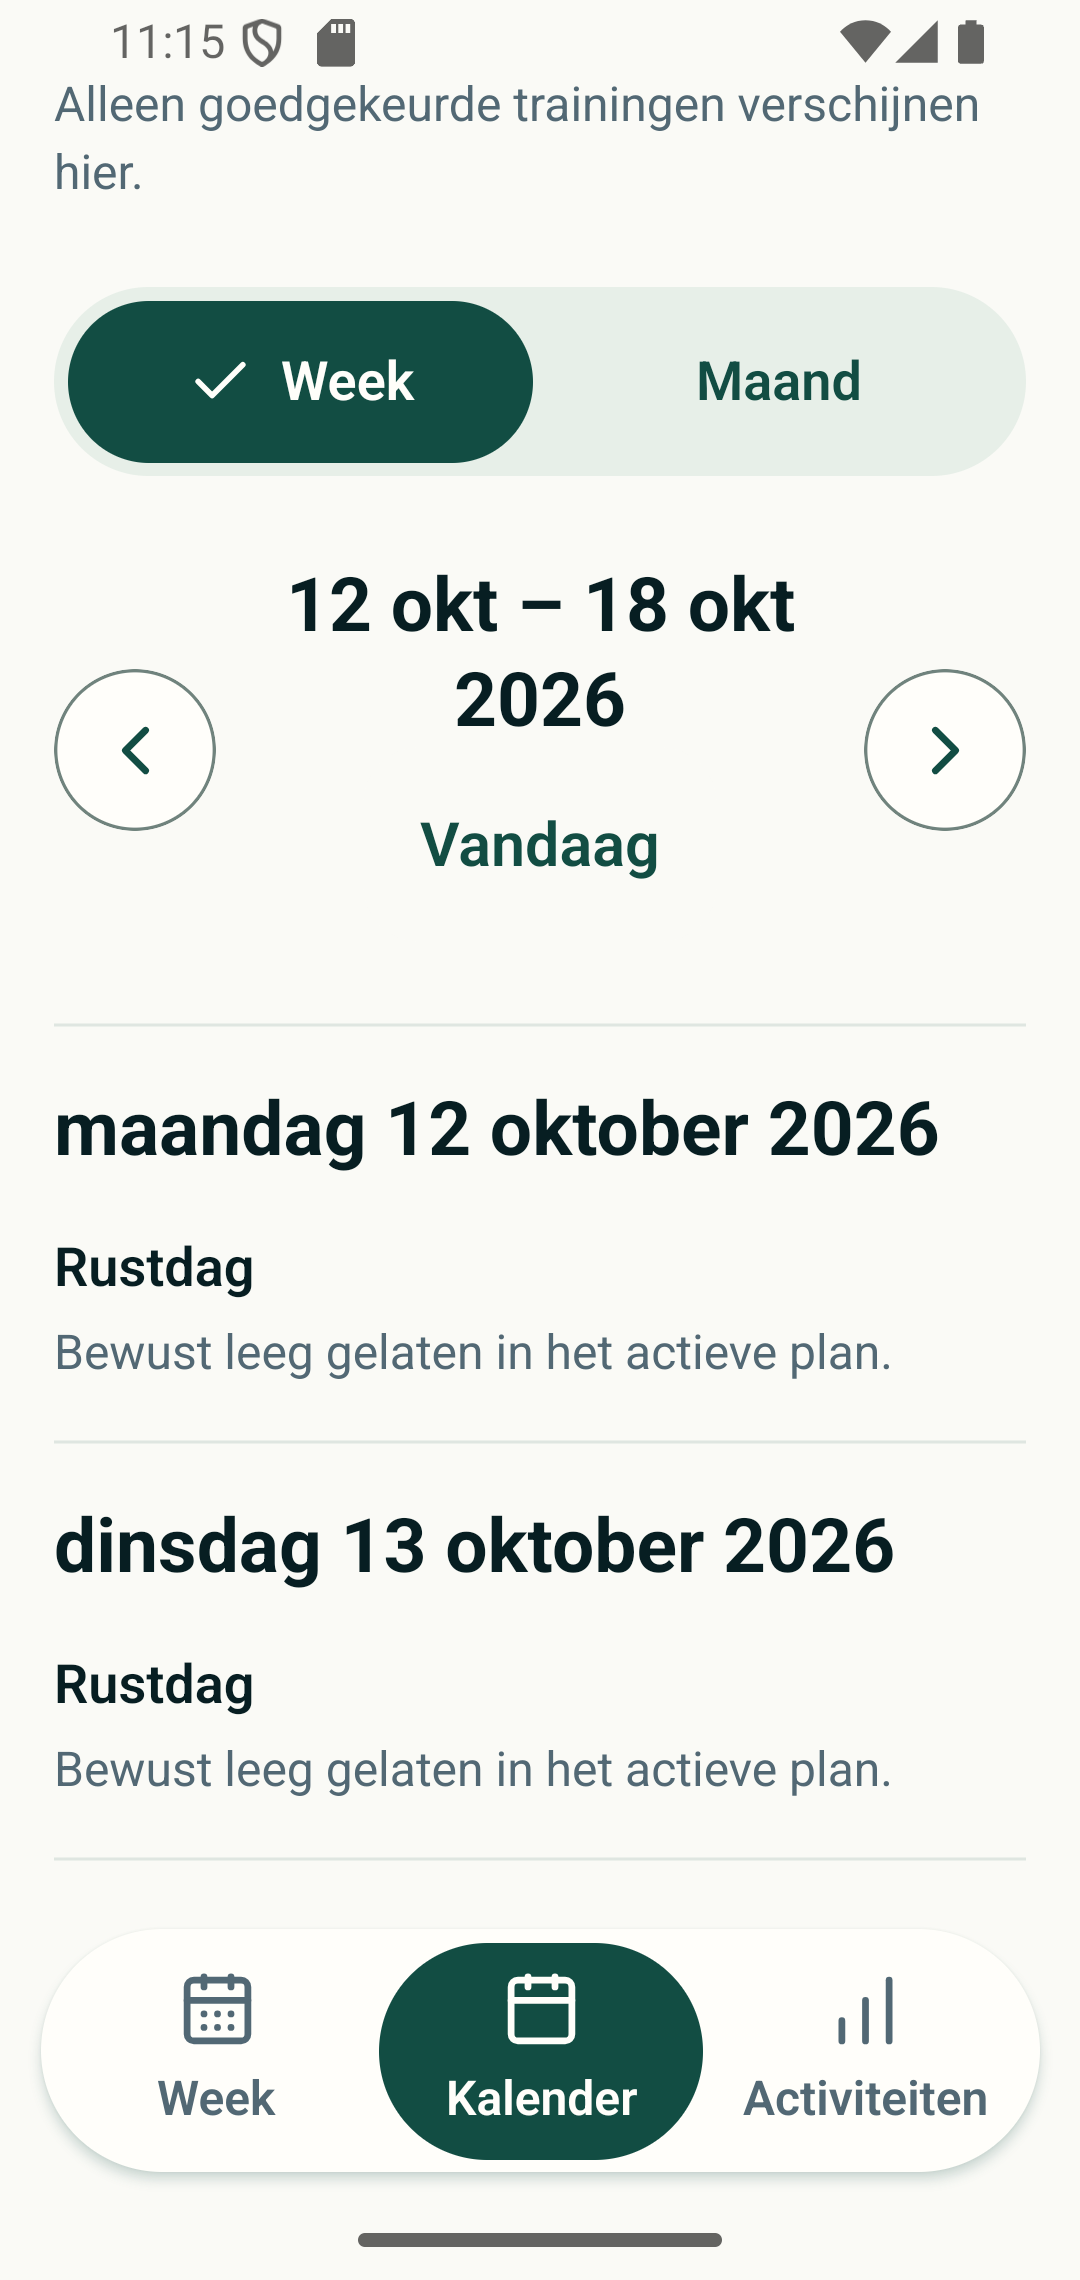 11:15
Alleen goedgekeurde trainingen verschijnen
hier.
Week
Maand
12 okt – 18 okt
2026
Vandaag
maandag 12 oktober 2026
Rustdag
Bewust leeg gelaten in het actieve plan.
dinsdag 13 oktober 2026
Rustdag
Bewust leeg gelaten in het actieve plan.
Week
Kalender
Activiteiten